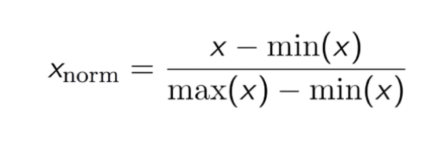 x_norm = (x − min(x)) / (max(x) − min(x))